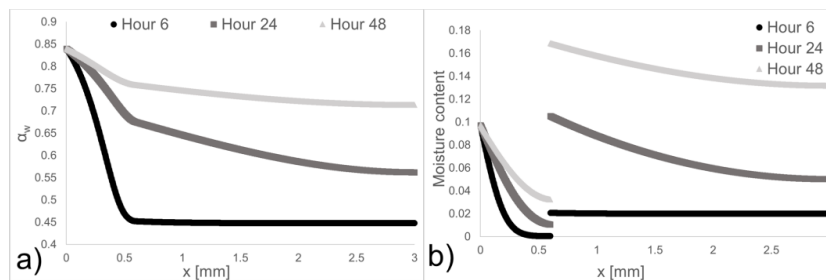 0.9
Hour 6 Hour 24 Hour 48
0.85
0.8
0.75
0.7
0.65
0.6
0.55
0.5
0.45
0.4
αw
0 0.5 1 1.5 2 2.5 3
x [mm]
a)
0.18
0.16
0.14
0.12
0.1
0.08
0.06
0.04
0.02
0
Moisture content
Hour 6
Hour 24
Hour 48
0 0.5 1 1.5 2 2.5
x [mm]
b)